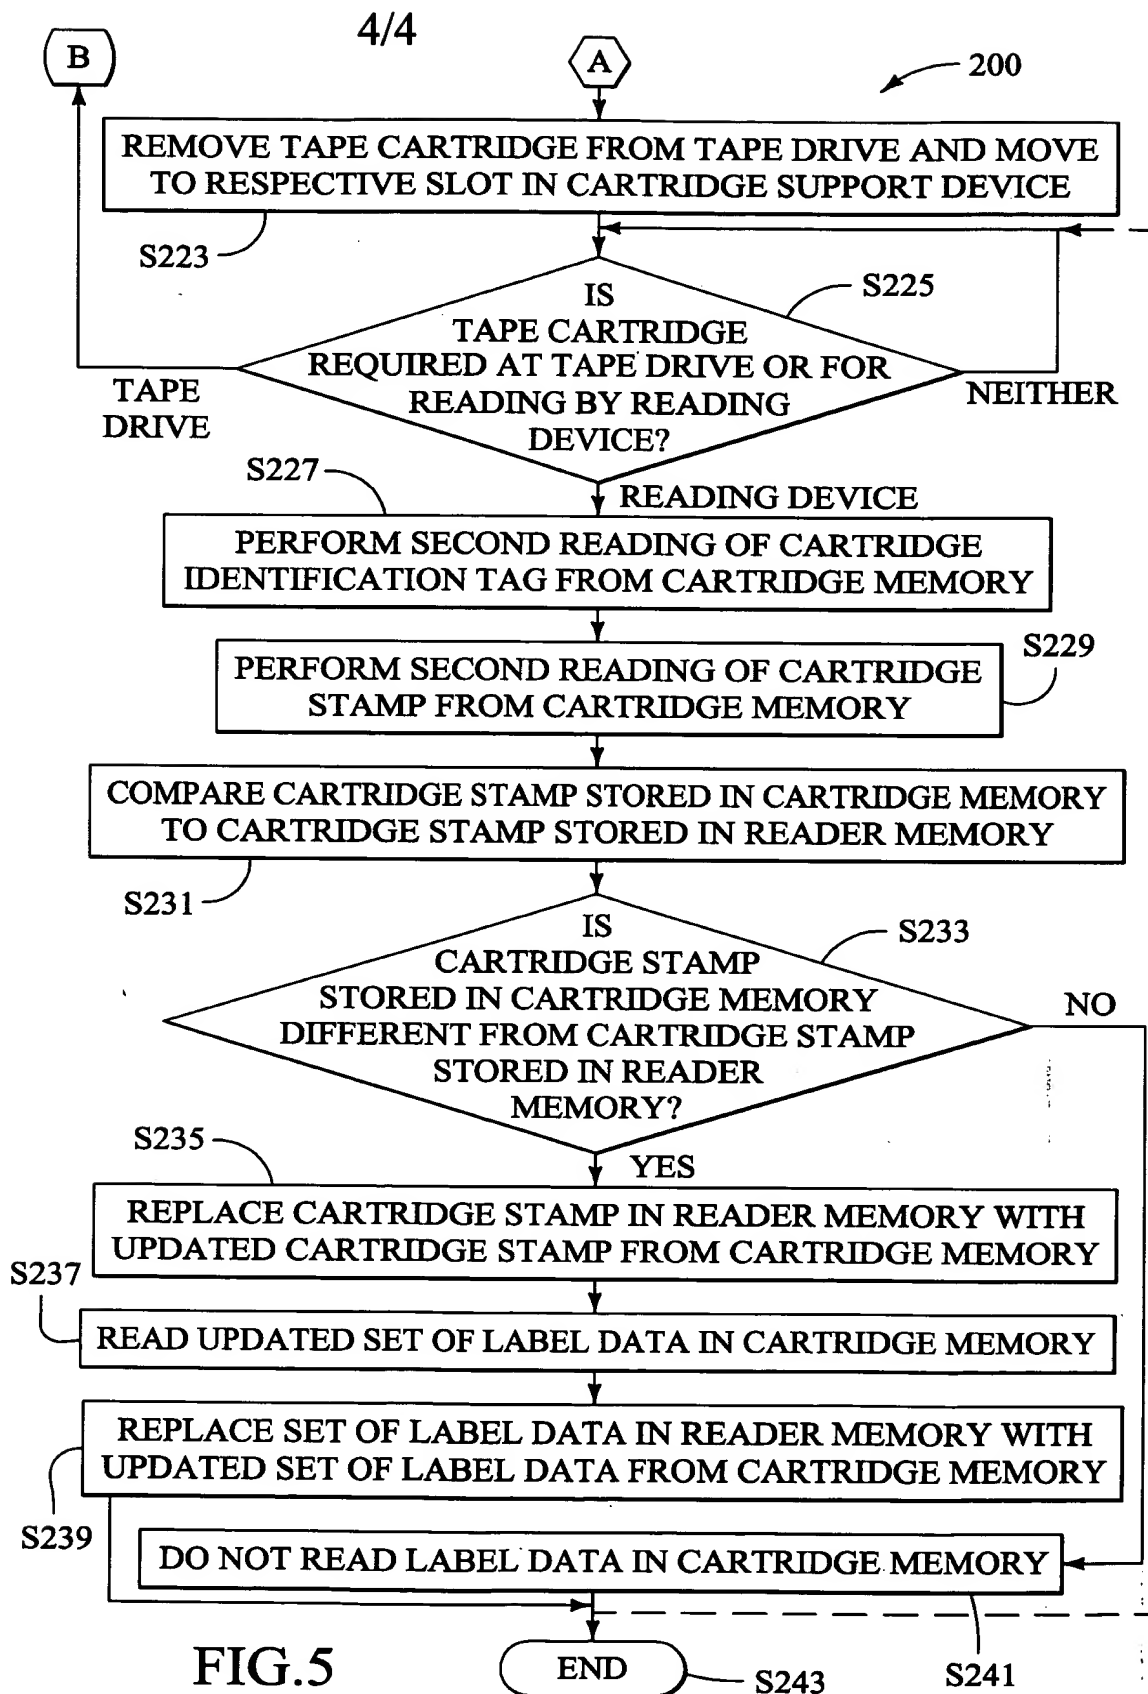 4/4
B
A
200
REMOVE TAPE CARTRIDGE FROM TAPE DRIVE AND MOVE
TO RESPECTIVE SLOT IN CARTRIDGE SUPPORT DEVICE
S223
S225
IS
TAPE CARTRIDGE
REQUIRED AT TAPE DRIVE OR FOR
READING BY READING
DEVICE?
TAPE
DRIVE
NEITHER
S227
READING DEVICE
PERFORM SECOND READING OF CARTRIDGE
IDENTIFICATION TAG FROM CARTRIDGE MEMORY
S229
PERFORM SECOND READING OF CARTRIDGE
STAMP FROM CARTRIDGE MEMORY
COMPARE CARTRIDGE STAMP STORED IN CARTRIDGE MEMORY
TO CARTRIDGE STAMP STORED IN READER MEMORY
S231
S233
IS
CARTRIDGE STAMP
STORED IN CARTRIDGE MEMORY
DIFFERENT FROM CARTRIDGE STAMP
STORED IN READER
MEMORY?
NO
S235
YES
REPLACE CARTRIDGE STAMP IN READER MEMORY WITH
UPDATED CARTRIDGE STAMP FROM CARTRIDGE MEMORY
S237
READ UPDATED SET OF LABEL DATA IN CARTRIDGE MEMORY
REPLACE SET OF LABEL DATA IN READER MEMORY WITH
UPDATED SET OF LABEL DATA FROM CARTRIDGE MEMORY
S239
DO NOT READ LABEL DATA IN CARTRIDGE MEMORY
FIG.5
END
S243
S241